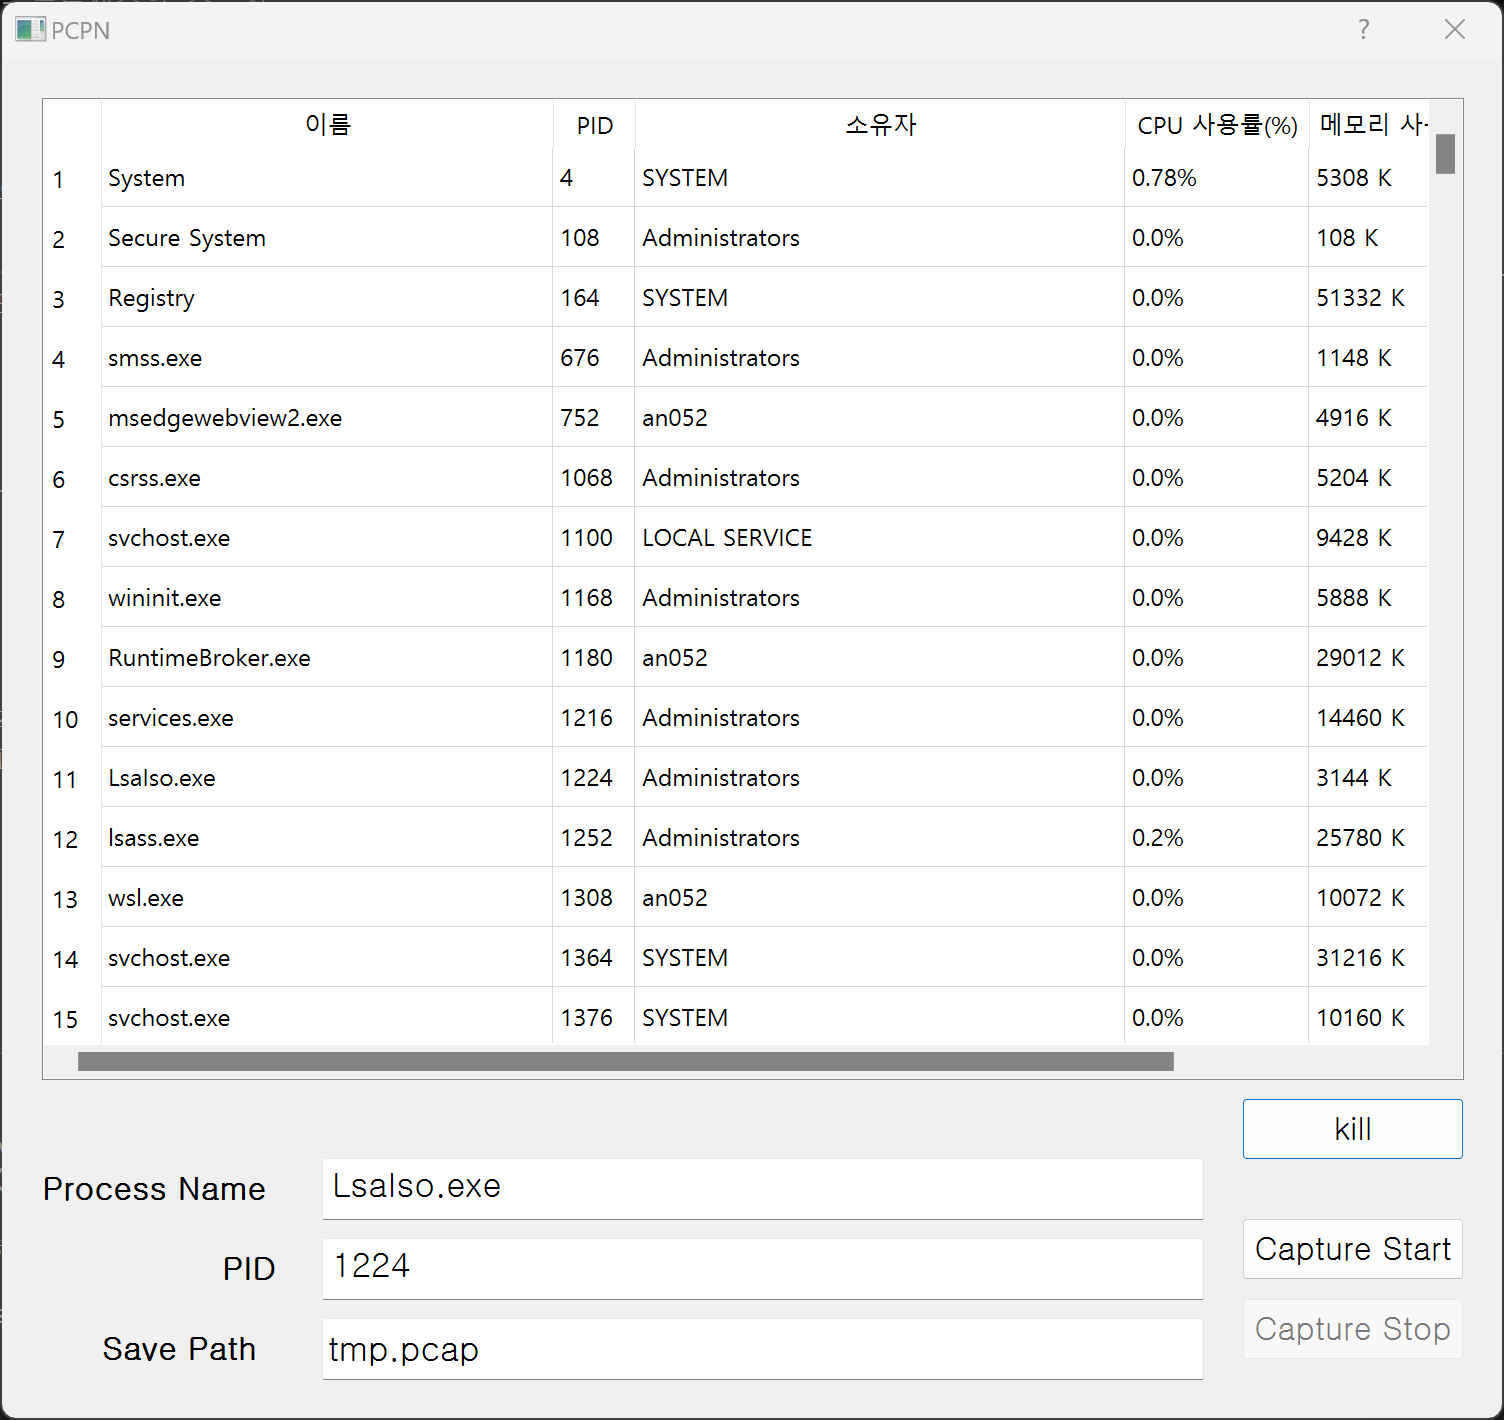 PCPN
이름 PID 소유자 CPU 사용률(%) 메모리 사
1 System 4 SYSTEM 0.78% 5308 K
2 Secure System 108 Administrators 0.0% 108 K
3 Registry 164 SYSTEM 0.0% 51332 K
4 smss.exe 676 Administrators 0.0% 1148 K
5 msedgewebview2.exe 752 an052 0.0% 4916 K
6 csrss.exe 1068 Administrators 0.0% 5204 K
7 svchost.exe 1100 LOCAL SERVICE 0.0% 9428 K
8 wininit.exe 1168 Administrators 0.0% 5888 K
9 RuntimeBroker.exe 1180 an052 0.0% 29012 K
10 services.exe 1216 Administrators 0.0% 14460 K
11 LsaIso.exe 1224 Administrators 0.0% 3144 K
12 lsass.exe 1252 Administrators 0.2% 25780 K
13 wsl.exe 1308 an052 0.0% 10072 K
14 svchost.exe 1364 SYSTEM 0.0% 31216 K
15 svchost.exe 1376 SYSTEM 0.0% 10160 K
kill
Process Name LsaIso.exe
PID 1224
Capture Start
Save Path tmp.pcap
Capture Stop